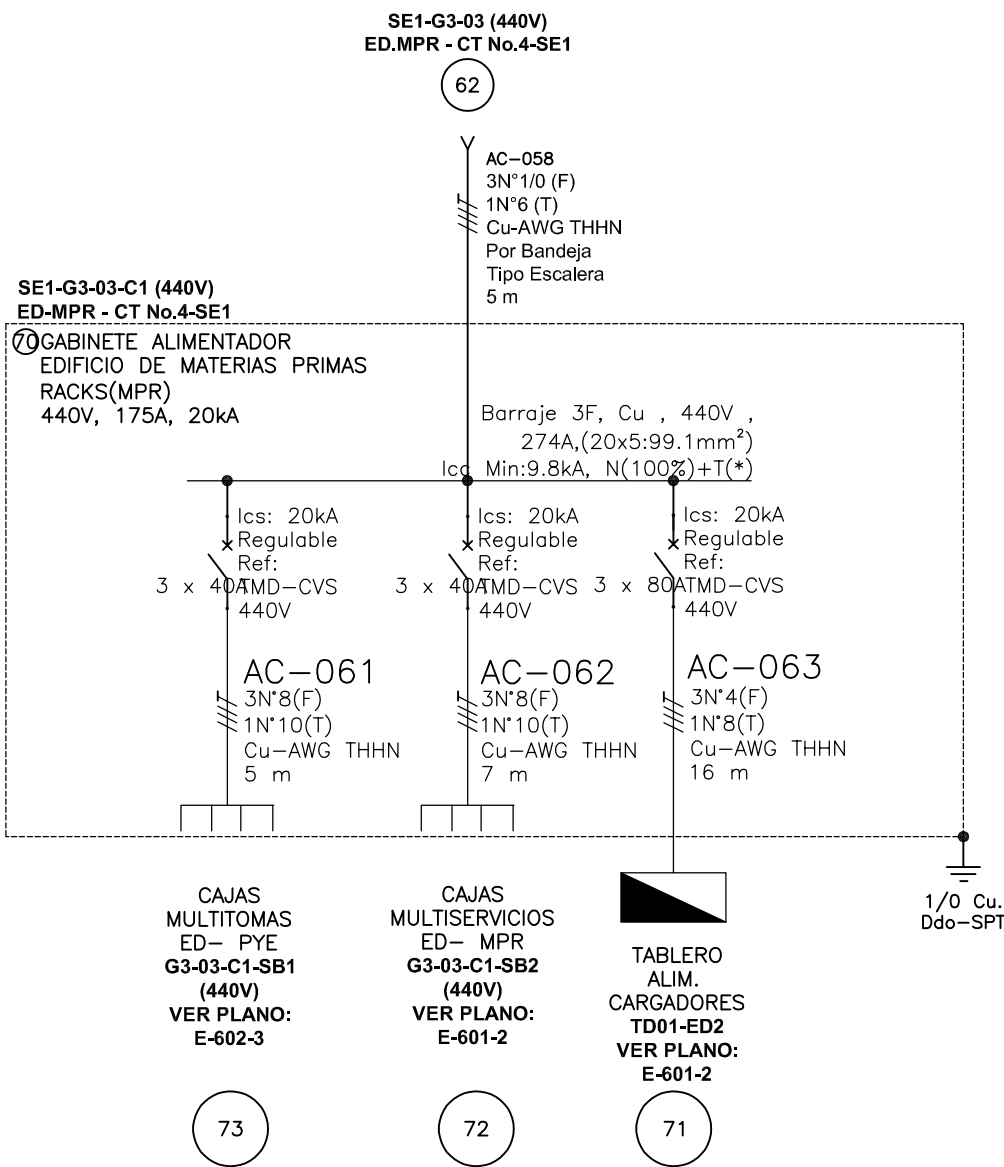 SE1-G3-03 (440V)
ED.MPR - CT No.4-SE1
62
AC-058
3N°1/0 (F)
1N°6 (T)
Cu-AWG THHN
Por Bandeja
Tipo Escalera
5 m
SE1-G3-03-C1 (440V)
ED-MPR - CT No.4-SE1
70 GABINETE ALIMENTADOR
EDIFICIO DE MATERIAS PRIMAS
RACKS(MPR)
440V, 175A, 20kA
Barraje 3F, Cu , 440V ,
274A,(20x5:99.1mm²)
Icc Min:9.8kA, N(100%)+T(*)
Ics: 20kA
Regulable
Ref:
3 x 40A TMD-CVS
440V
AC-061
3N°8(F)
1N°10(T)
Cu-AWG THHN
5 m
Ics: 20kA
Regulable
Ref:
3 x 40A TMD-CVS
440V
AC-062
3N°8(F)
1N°10(T)
Cu-AWG THHN
7 m
Ics: 20kA
Regulable
Ref:
3 x 80A TMD-CVS
440V
AC-063
3N°4(F)
1N°8(T)
Cu-AWG THHN
16 m
1/0 Cu.
Ddo-SPT
CAJAS
MULTITOMAS
ED- PYE
G3-03-C1-SB1
(440V)
VER PLANO:
E-602-3
73
CAJAS
MULTISERVICIOS
ED- MPR
G3-03-C1-SB2
(440V)
VER PLANO:
E-601-2
72
TABLERO
ALIM.
CARGADORES
TD01-ED2
VER PLANO:
E-601-2
71